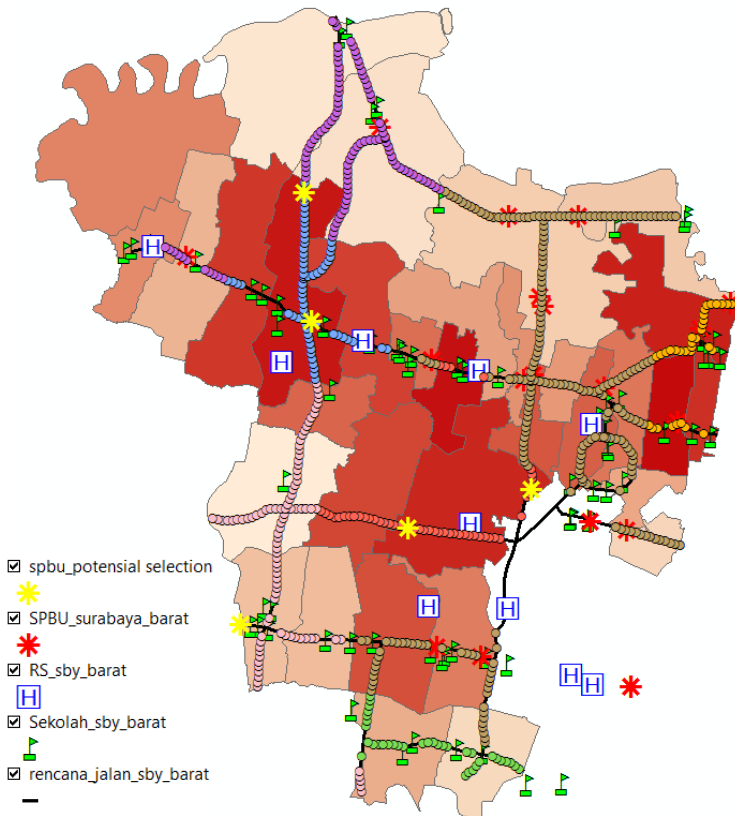 H
H
H
H
H
H
H
H
H
H
spbu_potensial selection
SPBU_surabaya_barat
RS_sby_barat
H
Sekolah_sby_barat
rencana_jalan_sby_barat